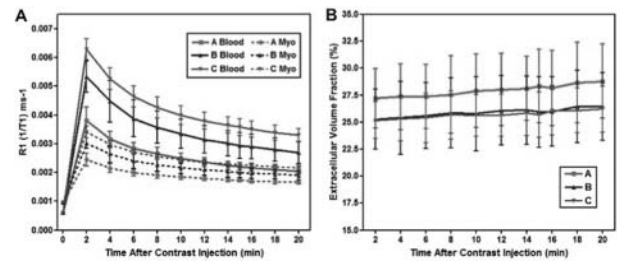 A
B
R1 (1/T1) ms-1
0.007
0.006
0.005
0.004
0.003
0.002
0.001
0.000
A Blood
A Myo
B Blood
B Myo
C Blood
C Myo
0 2 4 6 8 10 12 14 16 18 20
Time After Contrast Injection (min)
Extracellular Volume Fraction (%)
35.0
32.5
30.0
27.5
25.0
22.5
20.0
17.5
15.0
A
B
C
2 4 6 8 10 12 14 16 18 20
Time After Contrast Injection (min)